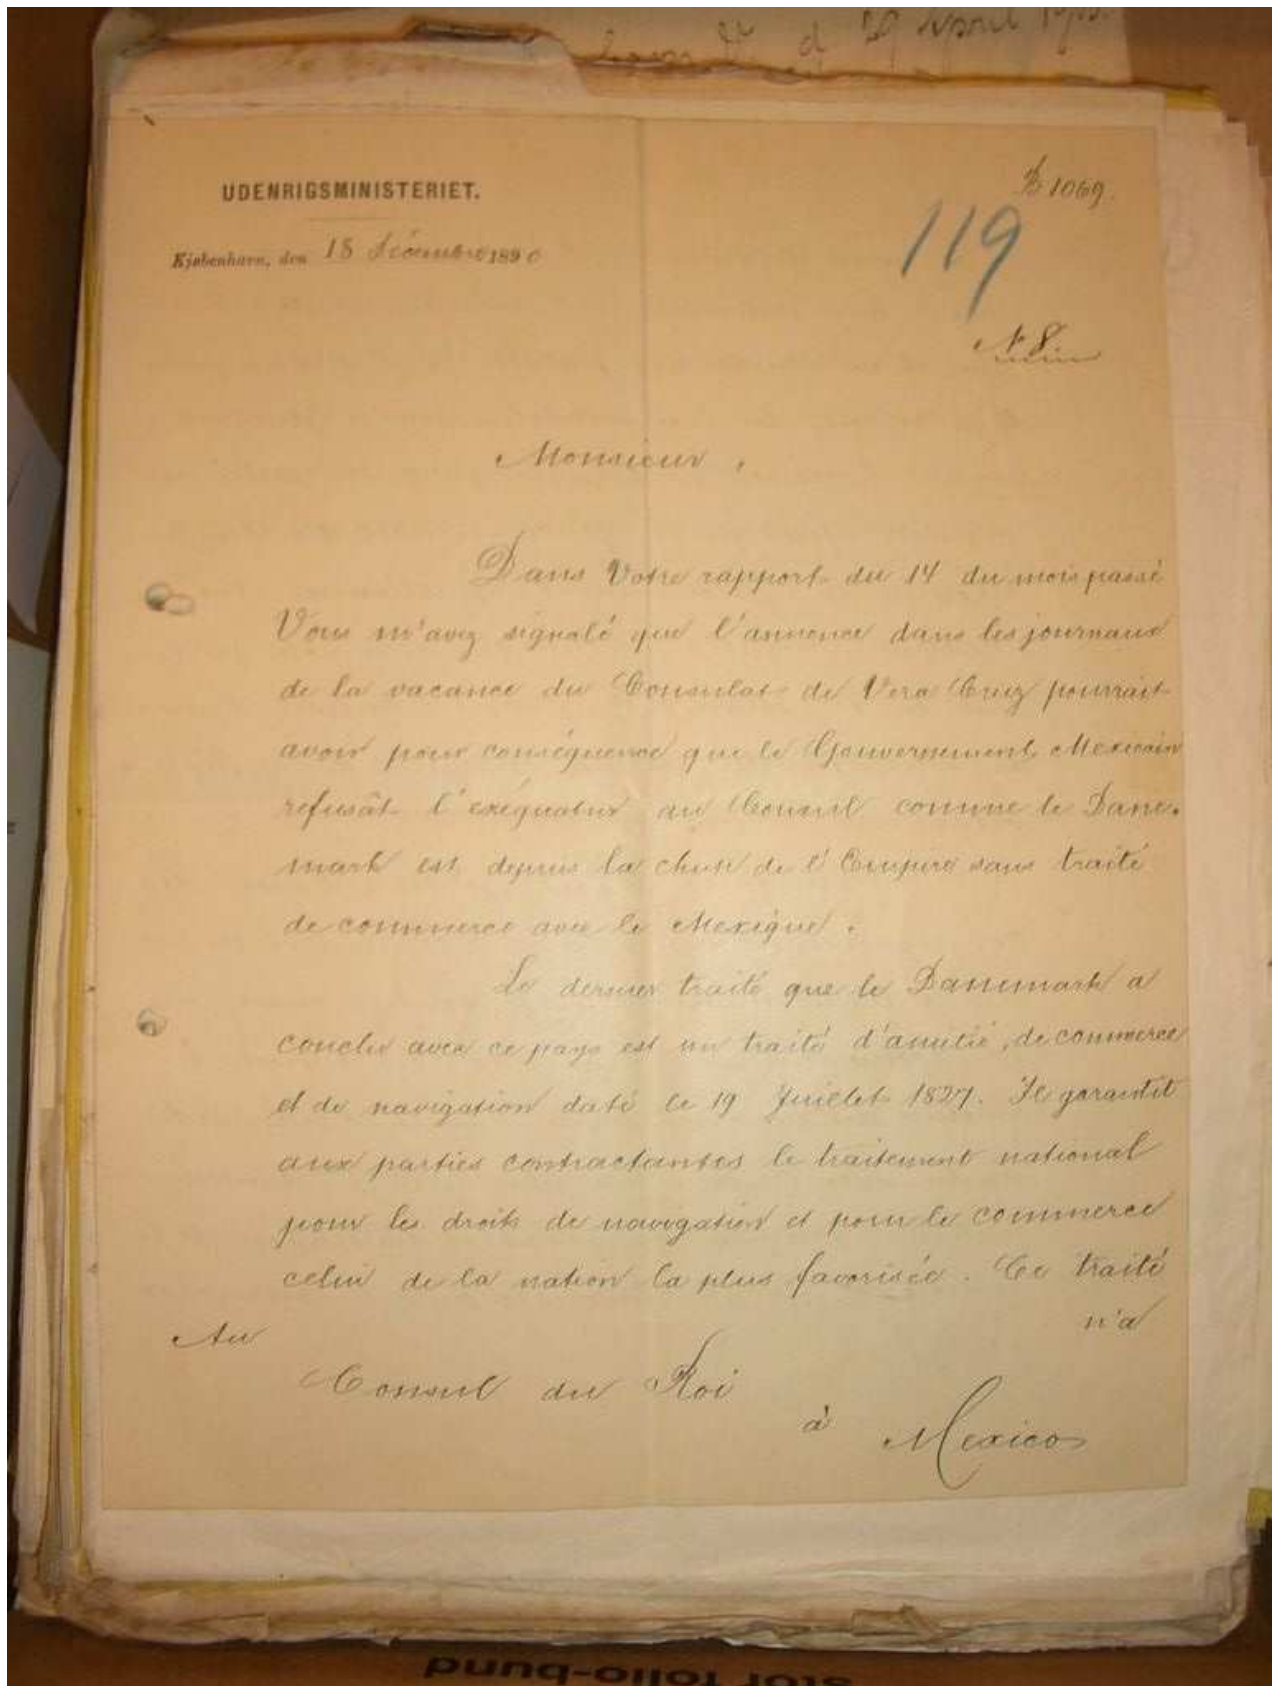 d 29 April
UDENRIGSMINISTERIET.
B 1069.
119
Kjøbenhavn, den 18 Décembre 1890
N 8.
Monsieur,
Dans Votre rapport du 14 du mois passé
Vous m'avez signalé que l'annonce dans les journaux
de la vacance du Consulat de Vera Cruz pourrait
avoir pour conséquence que le Gouvernement Mexicain
refusât l'exéquatur au Consul comme le Dane-
mark est depuis la chute de l'Empire sans traité
de commerce avec le Mexique.
Le dernier traité que le Danemark a
conclu avec ce pays est un traité d'amitié, de commerce
et de navigation daté le 19 Juillet 1827. Il garantit
aux parties contractantes le traitement national
pour les droits de navigation et pour le commerce
celui de la nation la plus favorisée. Ce traité
n'a
Au
Consul du Roi
à Mexico
stor folio-bund